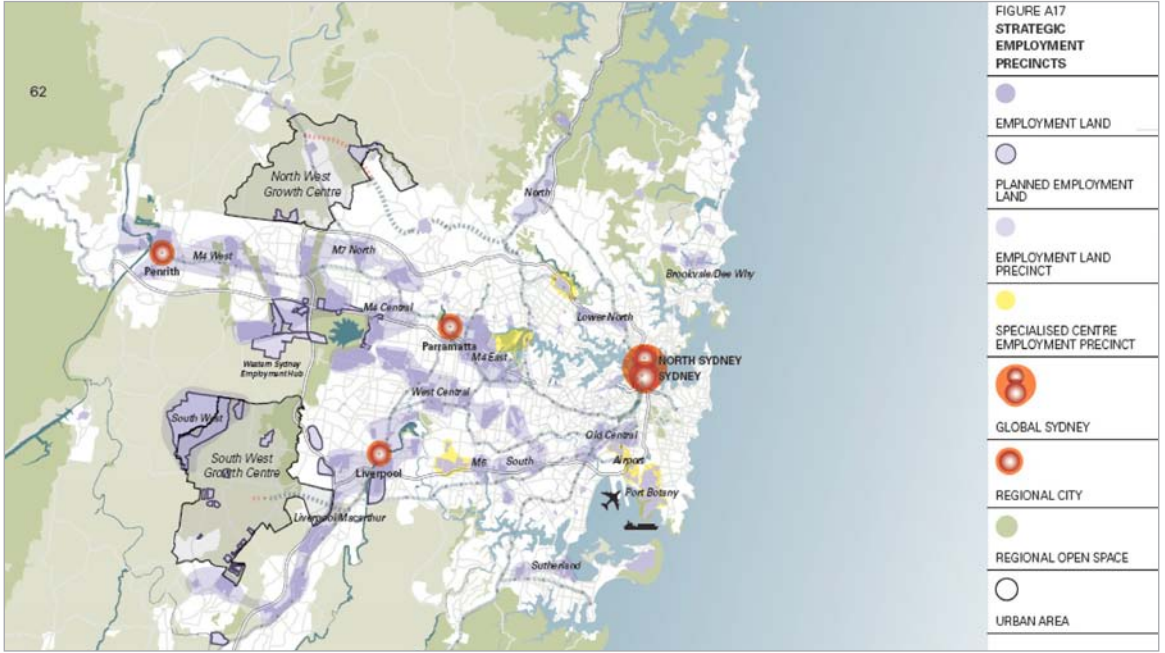 62
North West
Growth Centre
North
Penrith
M4 West
M7 North
Brookvale/Dee Why
M4 Central
Lower North
Parramatta
M4 East
NORTH SYDNEY
SYDNEY
Western Sydney
Employment Hub
West Central
South West
Old Central
South West
Growth Centre
Liverpool
M5
South
Airport
Port Botany
Liverpool/Macarthur
Sutherland
FIGURE A17
STRATEGIC
EMPLOYMENT
PRECINCTS
EMPLOYMENT LAND
PLANNED EMPLOYMENT
LAND
EMPLOYMENT LAND
PRECINCT
SPECIALISED CENTRE
EMPLOYMENT PRECINCT
GLOBAL SYDNEY
REGIONAL CITY
REGIONAL OPEN SPACE
URBAN AREA